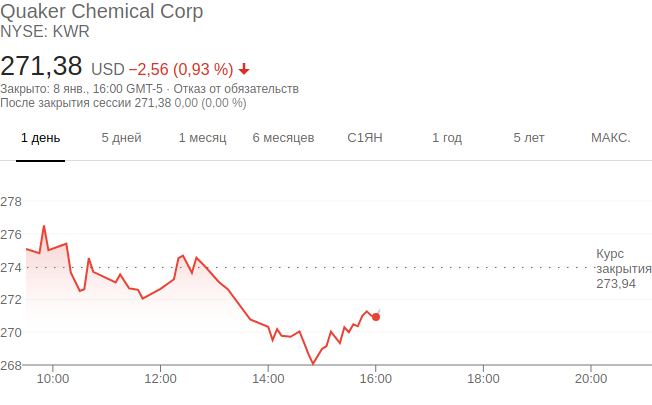 Quaker Chemical Corp
NYSE: KWR
271,38 USD −2,56 (0,93 %)
Закрыто: 8 янв., 16:00 GMT-5 · Отказ от обязательств
После закрытия сессии 271,38 0,00 (0,00 %)
1 день 5 дней 1 месяц 6 месяцев С1ЯН 1 год 5 лет МАКС.
278
276
274
272
270
268
Курс
закрытия
273,94
10:00 12:00 14:00 16:00 18:00 20:00